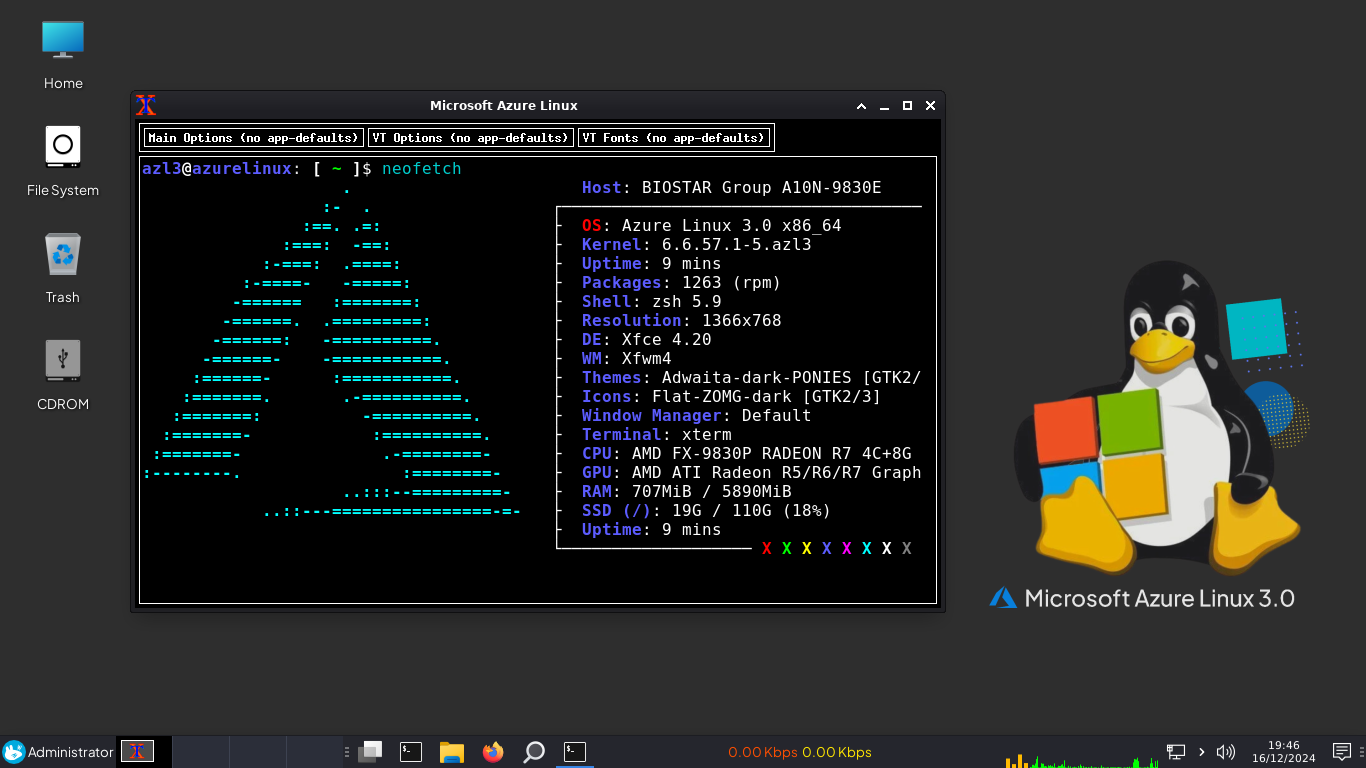 Home
File System
Trash
CDROM
Microsoft Azure Linux
Main Options (no app-defaults) VT Options (no app-defaults) VT Fonts (no app-defaults)
azl3@azurelinux: [ ~ ]$ neofetch
Host: BIOSTAR Group A10N-9830E
OS: Azure Linux 3.0 x86_64
Kernel: 6.6.57.1-5.azl3
Uptime: 9 mins
Packages: 1263 (rpm)
Shell: zsh 5.9
Resolution: 1366x768
DE: Xfce 4.20
WM: Xfwm4
Themes: Adwaita-dark-PONIES [GTK2/
Icons: Flat-ZOMG-dark [GTK2/3]
Window Manager: Default
Terminal: xterm
CPU: AMD FX-9830P RADEON R7 4C+8G
GPU: AMD ATI Radeon R5/R6/R7 Graph
RAM: 707MiB / 5890MiB
SSD (/): 19G / 110G (18%)
Uptime: 9 mins
X X X X X X X X
Microsoft Azure Linux 3.0
Administrator
0.00 Kbps 0.00 Kbps
19:46
16/12/2024